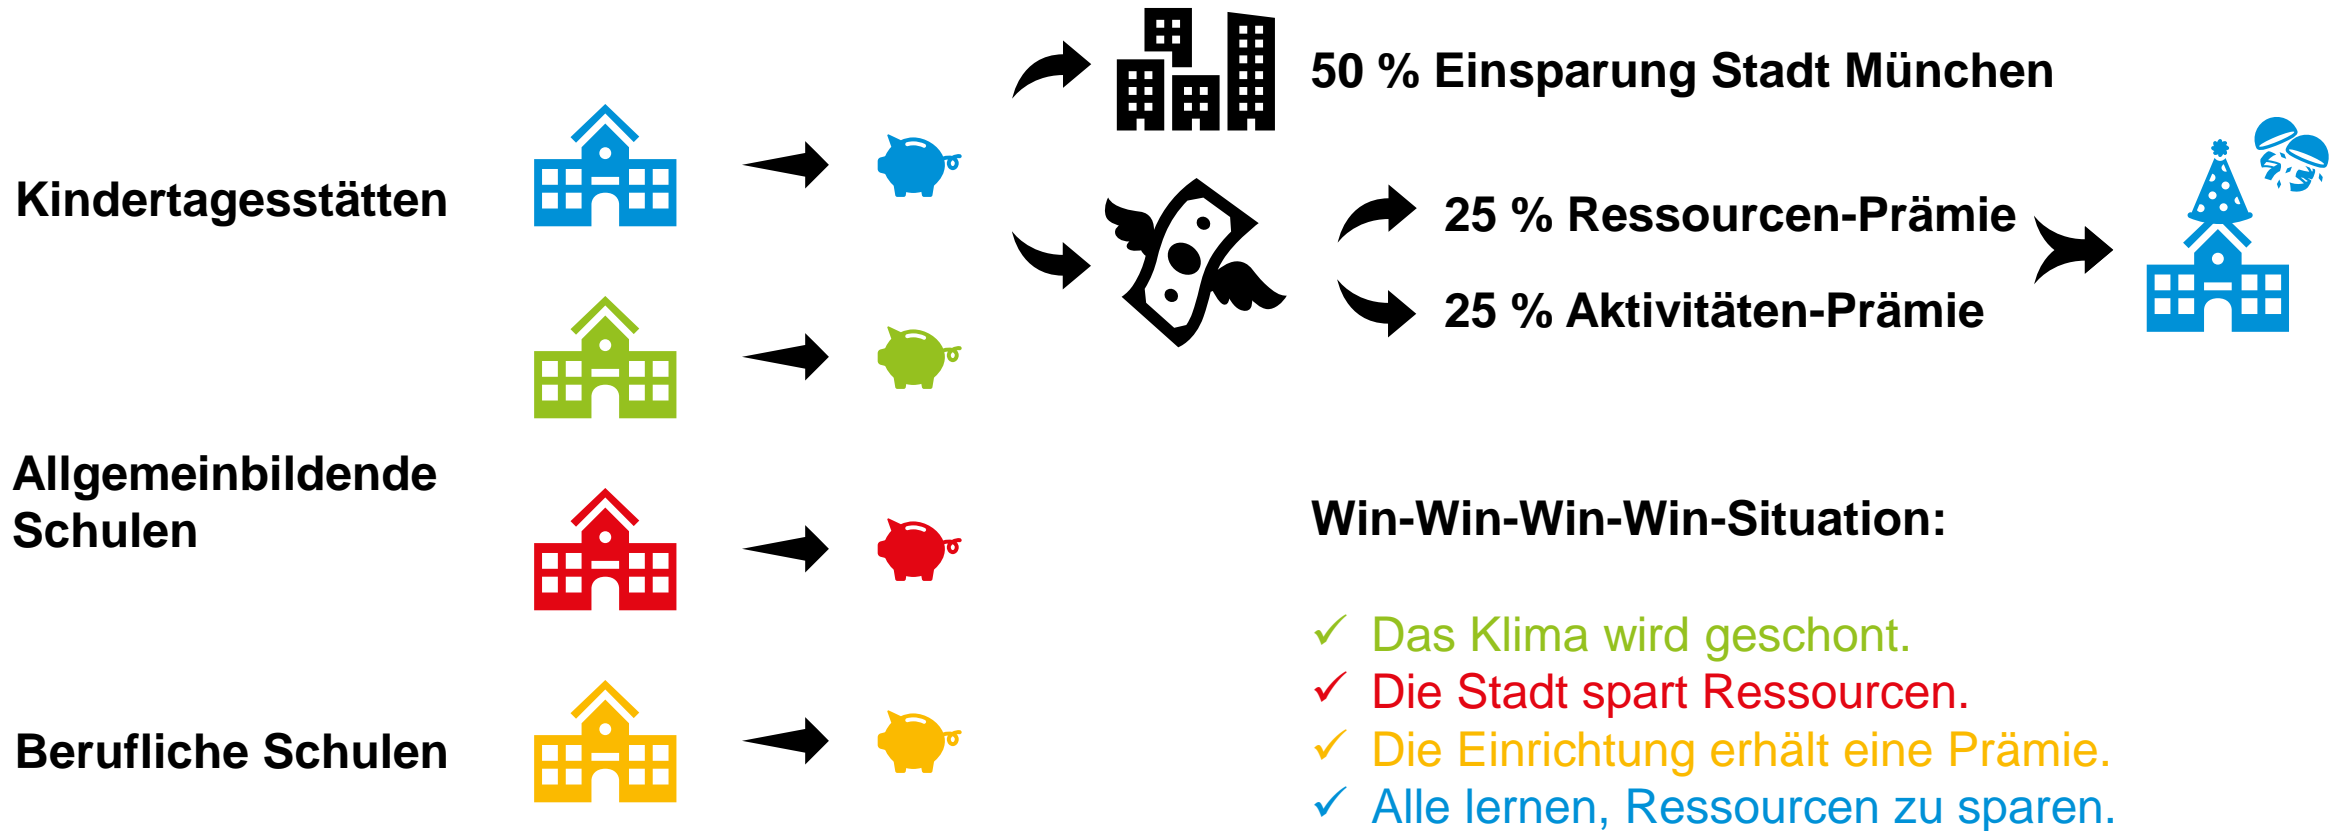 Kindertagesstätten
Allgemeinbildende
Schulen
Berufliche Schulen
50 % Einsparung Stadt München
25 % Ressourcen-Prämie
25 % Aktivitäten-Prämie
Win-Win-Win-Win-Situation:
✓ Das Klima wird geschont.
✓ Die Stadt spart Ressourcen.
✓ Die Einrichtung erhält eine Prämie.
✓ Alle lernen, Ressourcen zu sparen.